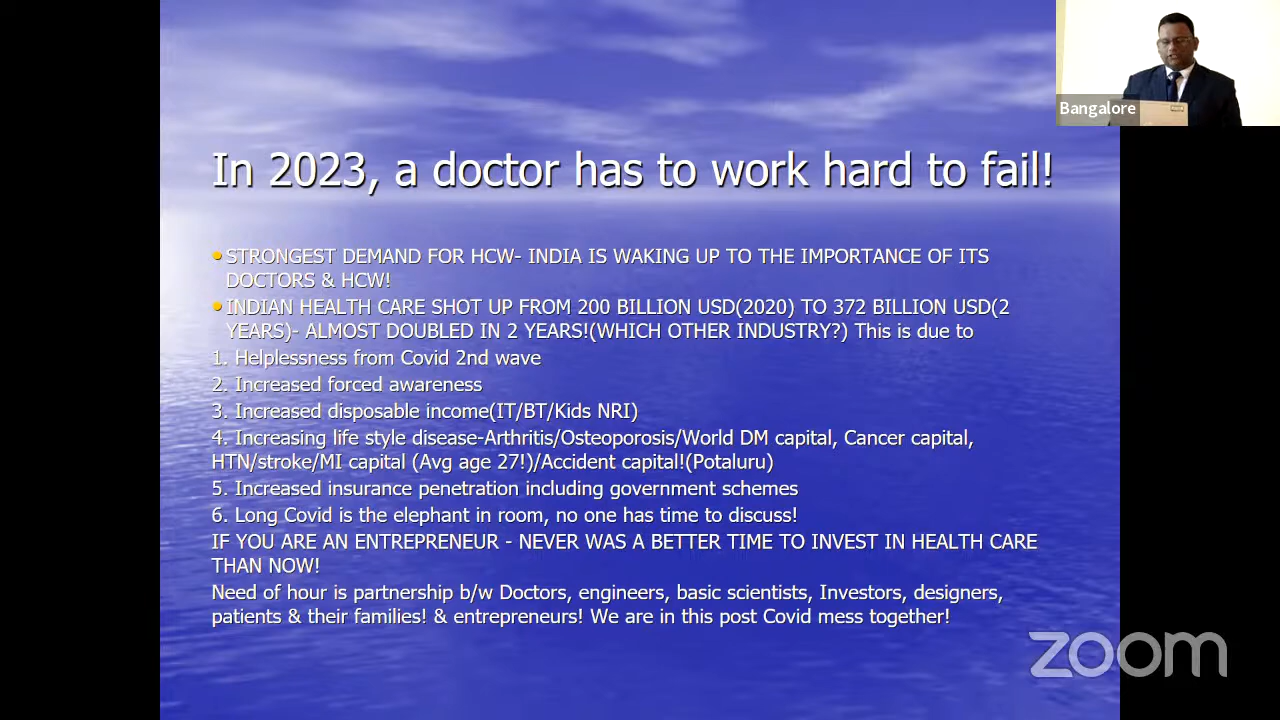 Bangalore
In 2023, a doctor has to work hard to fail!
• STRONGEST DEMAND FOR HCW- INDIA IS WAKING UP TO THE IMPORTANCE OF ITS
DOCTORS & HCW!
• INDIAN HEALTH CARE SHOT UP FROM 200 BILLION USD(2020) TO 372 BILLION USD(2
YEARS)- ALMOST DOUBLED IN 2 YEARS!(WHICH OTHER INDUSTRY?) This is due to
1. Helplessness from Covid 2nd wave
2. Increased forced awareness
3. Increased disposable income(IT/BT/Kids NRI)
4. Increasing life style disease-Arthritis/Osteoporosis/World DM capital, Cancer capital,
HTN/stroke/MI capital (Avg age 27!)/Accident capital!(Potaluru)
5. Increased insurance penetration including government schemes
6. Long Covid is the elephant in room, no one has time to discuss!
IF YOU ARE AN ENTREPRENEUR - NEVER WAS A BETTER TIME TO INVEST IN HEALTH CARE
THAN NOW!
Need of hour is partnership b/w Doctors, engineers, basic scientists, Investors, designers,
patients & their families! & entrepreneurs! We are in this post Covid mess together!
zoom